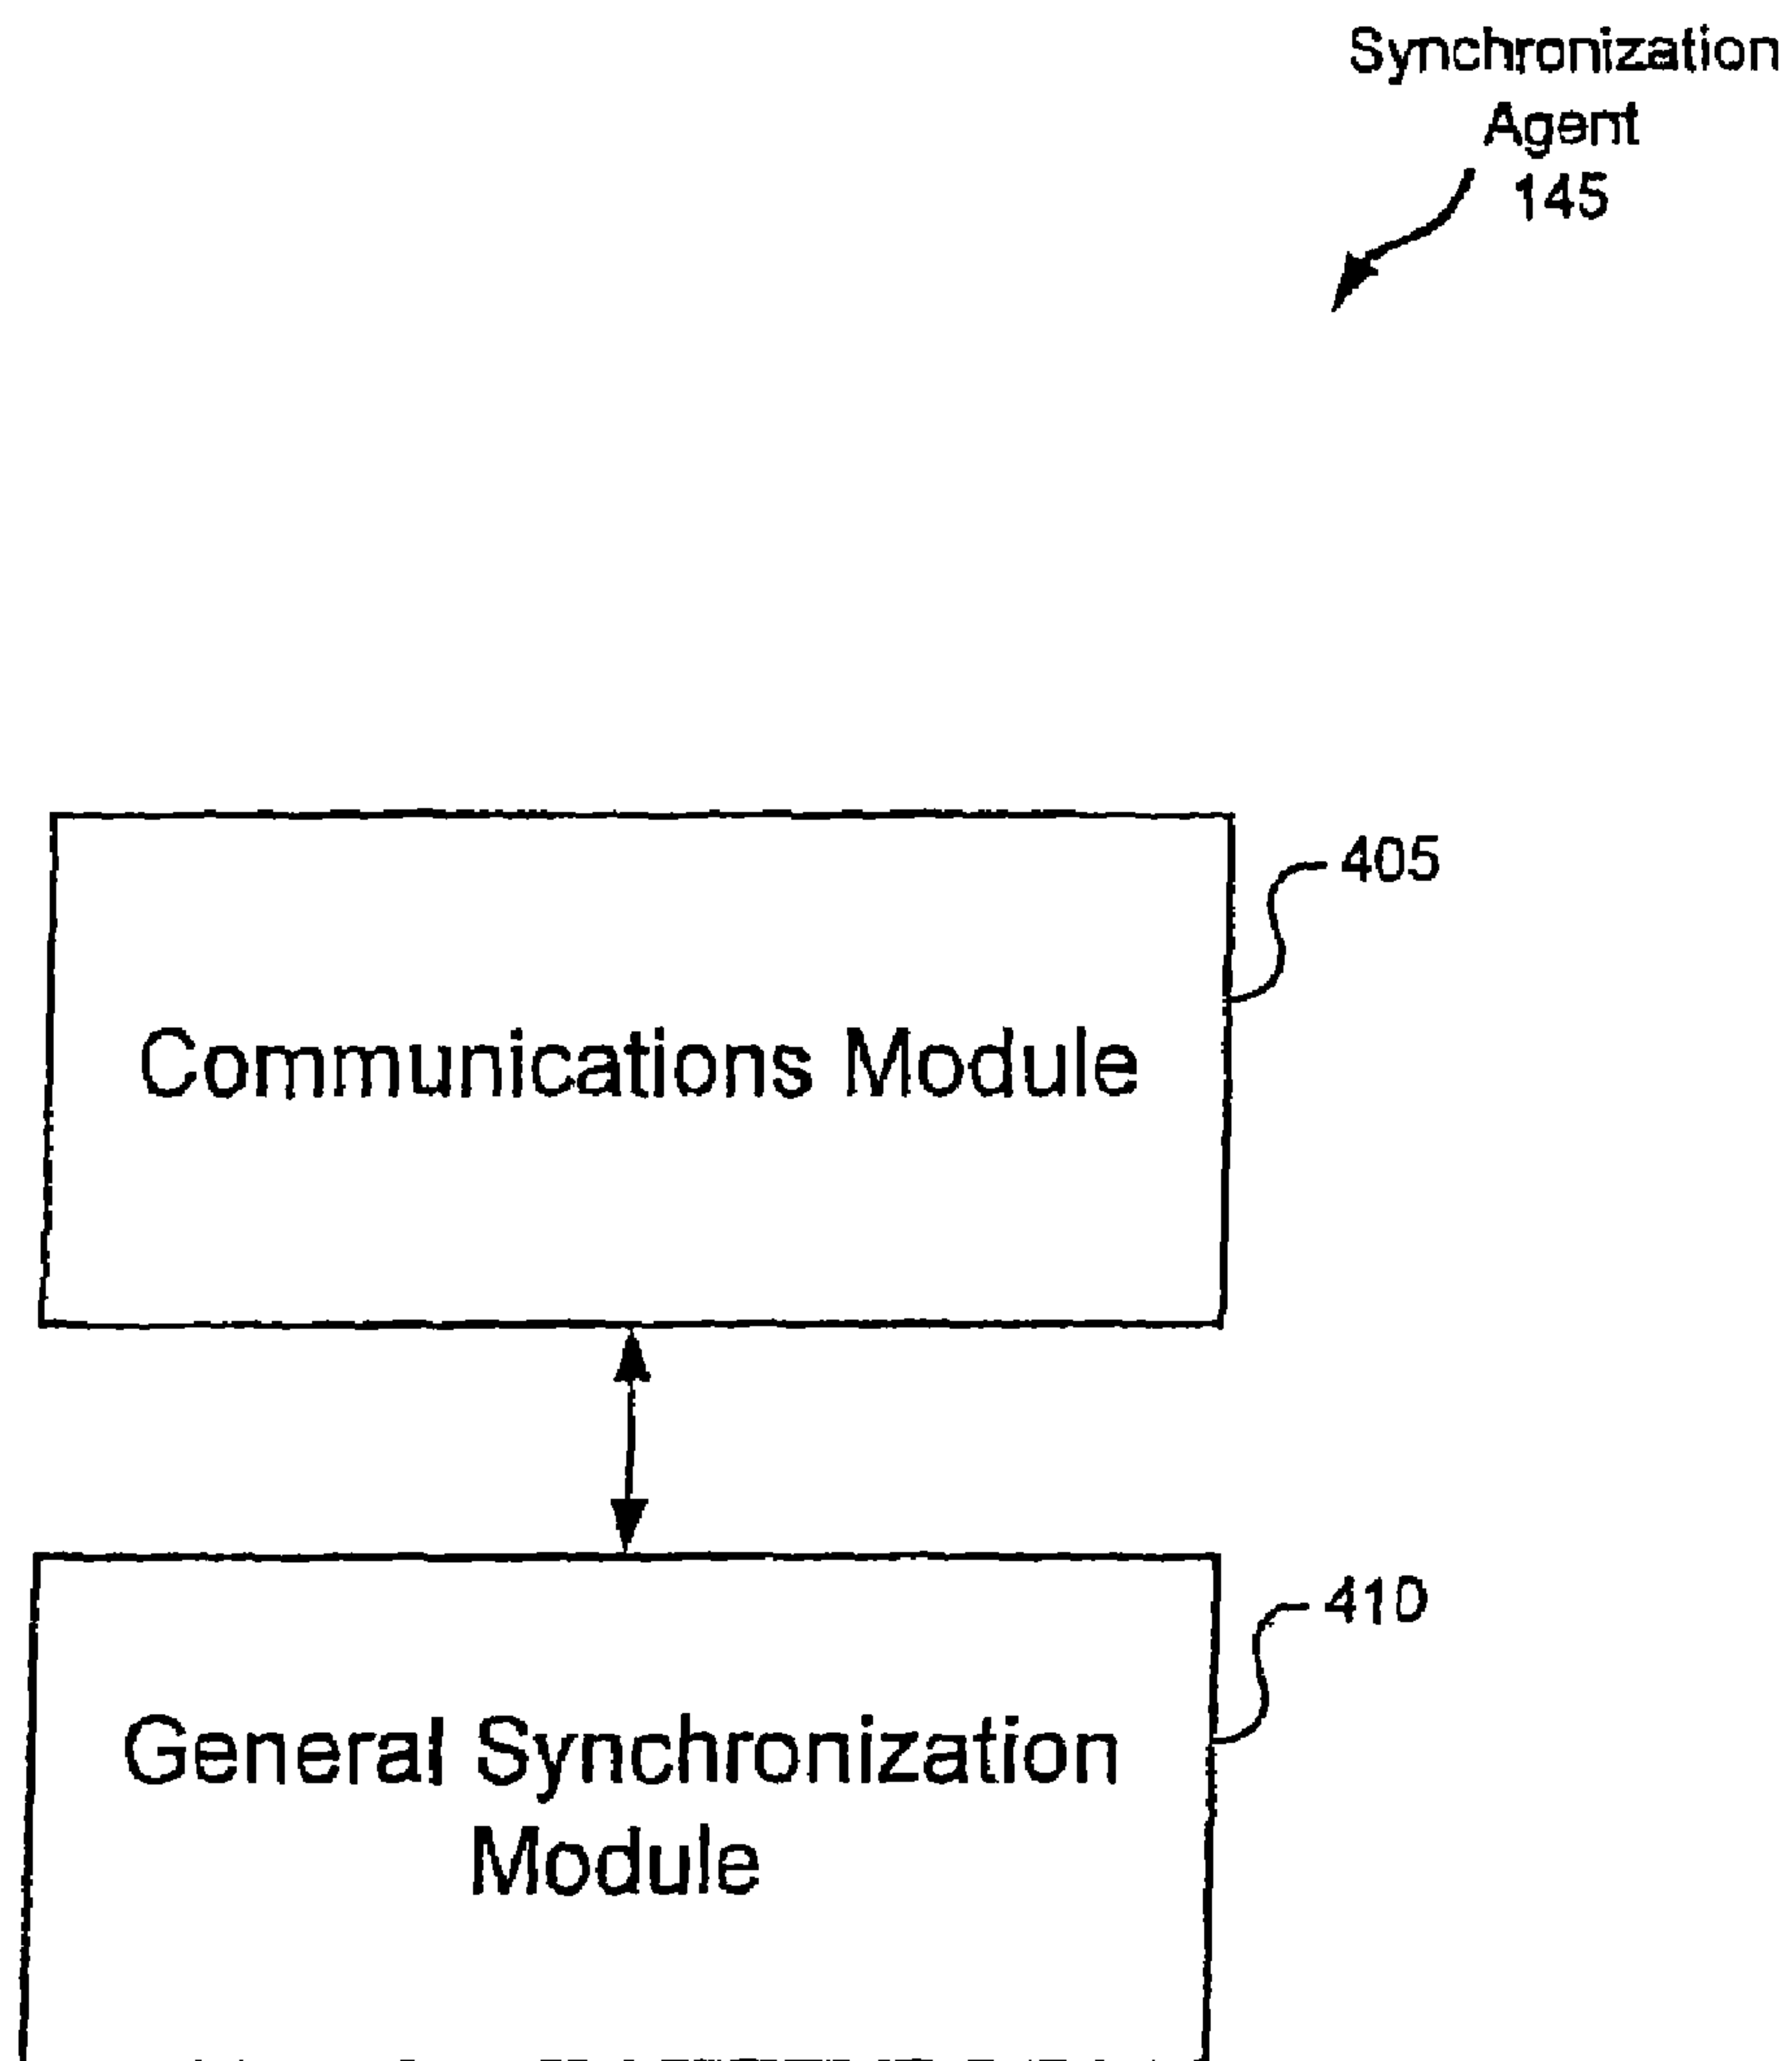 Synchronization
Agent
145
405
Communications Module
410
General Synchronization
Module